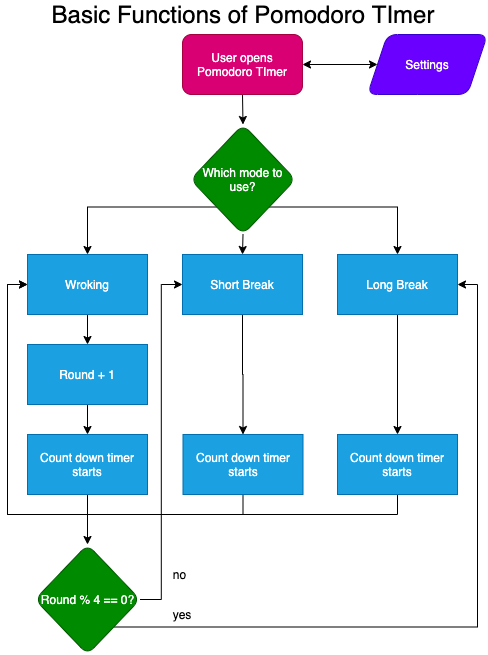 Basic Functions of Pomodoro TImer
User opens
Pomodoro TImer
Settings
Which mode to
use?
Wroking
Short Break
Long Break
Round + 1
Count down timer
starts
Count down timer
starts
Count down timer
starts
Round % 4 == 0?
no
yes